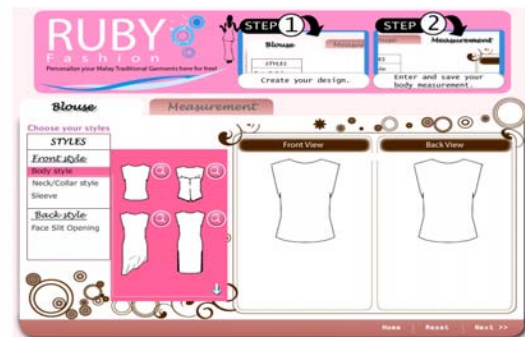 RUBY
Fashion
Personalize your Malay Traditional Garments here for free!
STEP 1
Blouse
STYLES
Create your design.
STEP 2
Measurement
Enter and save your
body measurement.
Blouse
Measurement
Choose your styles
STYLES
Front style
Body style
Neck/Collar style
Sleeve
Back style
Face Slit Opening
Front View
Back View
Home
Reset
Next >>